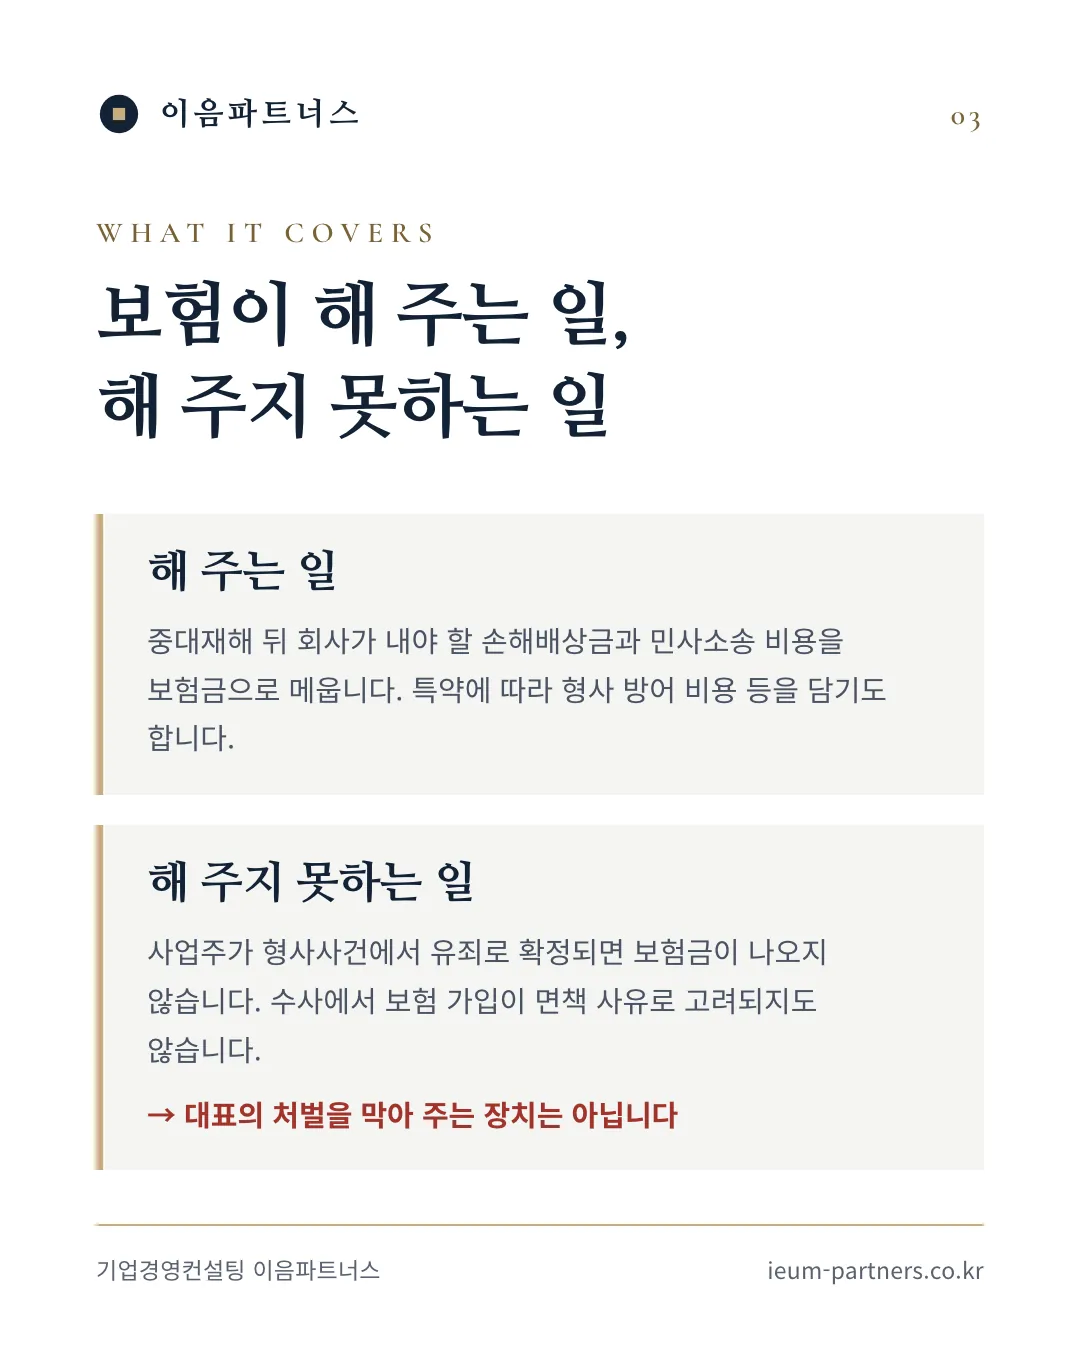 이음파트너스
03
WHAT IT COVERS
보험이 해 주는 일,
해 주지 못하는 일
해 주는 일
중대재해 뒤 회사가 내야 할 손해배상금과 민사소송 비용을
보험금으로 메웁니다. 특약에 따라 형사 방어 비용 등을 담기도
합니다.
해 주지 못하는 일
사업주가 형사사건에서 유죄로 확정되면 보험금이 나오지
않습니다. 수사에서 보험 가입이 면책 사유로 고려되지도
않습니다.
→ 대표의 처벌을 막아 주는 장치는 아닙니다
기업경영컨설팅 이음파트너스
ieum-partners.co.kr